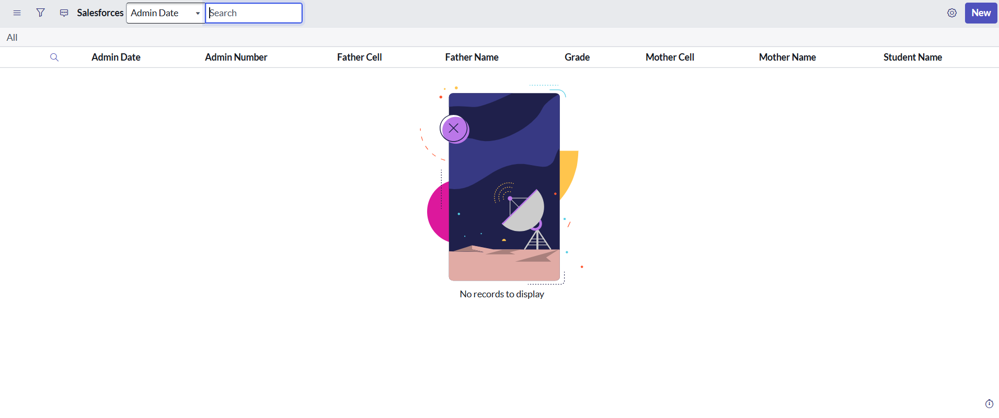 Salesforces Admin Date Search New
All
Admin Date Admin Number Father Cell Father Name Grade Mother Cell Mother Name Student Name
No records to display